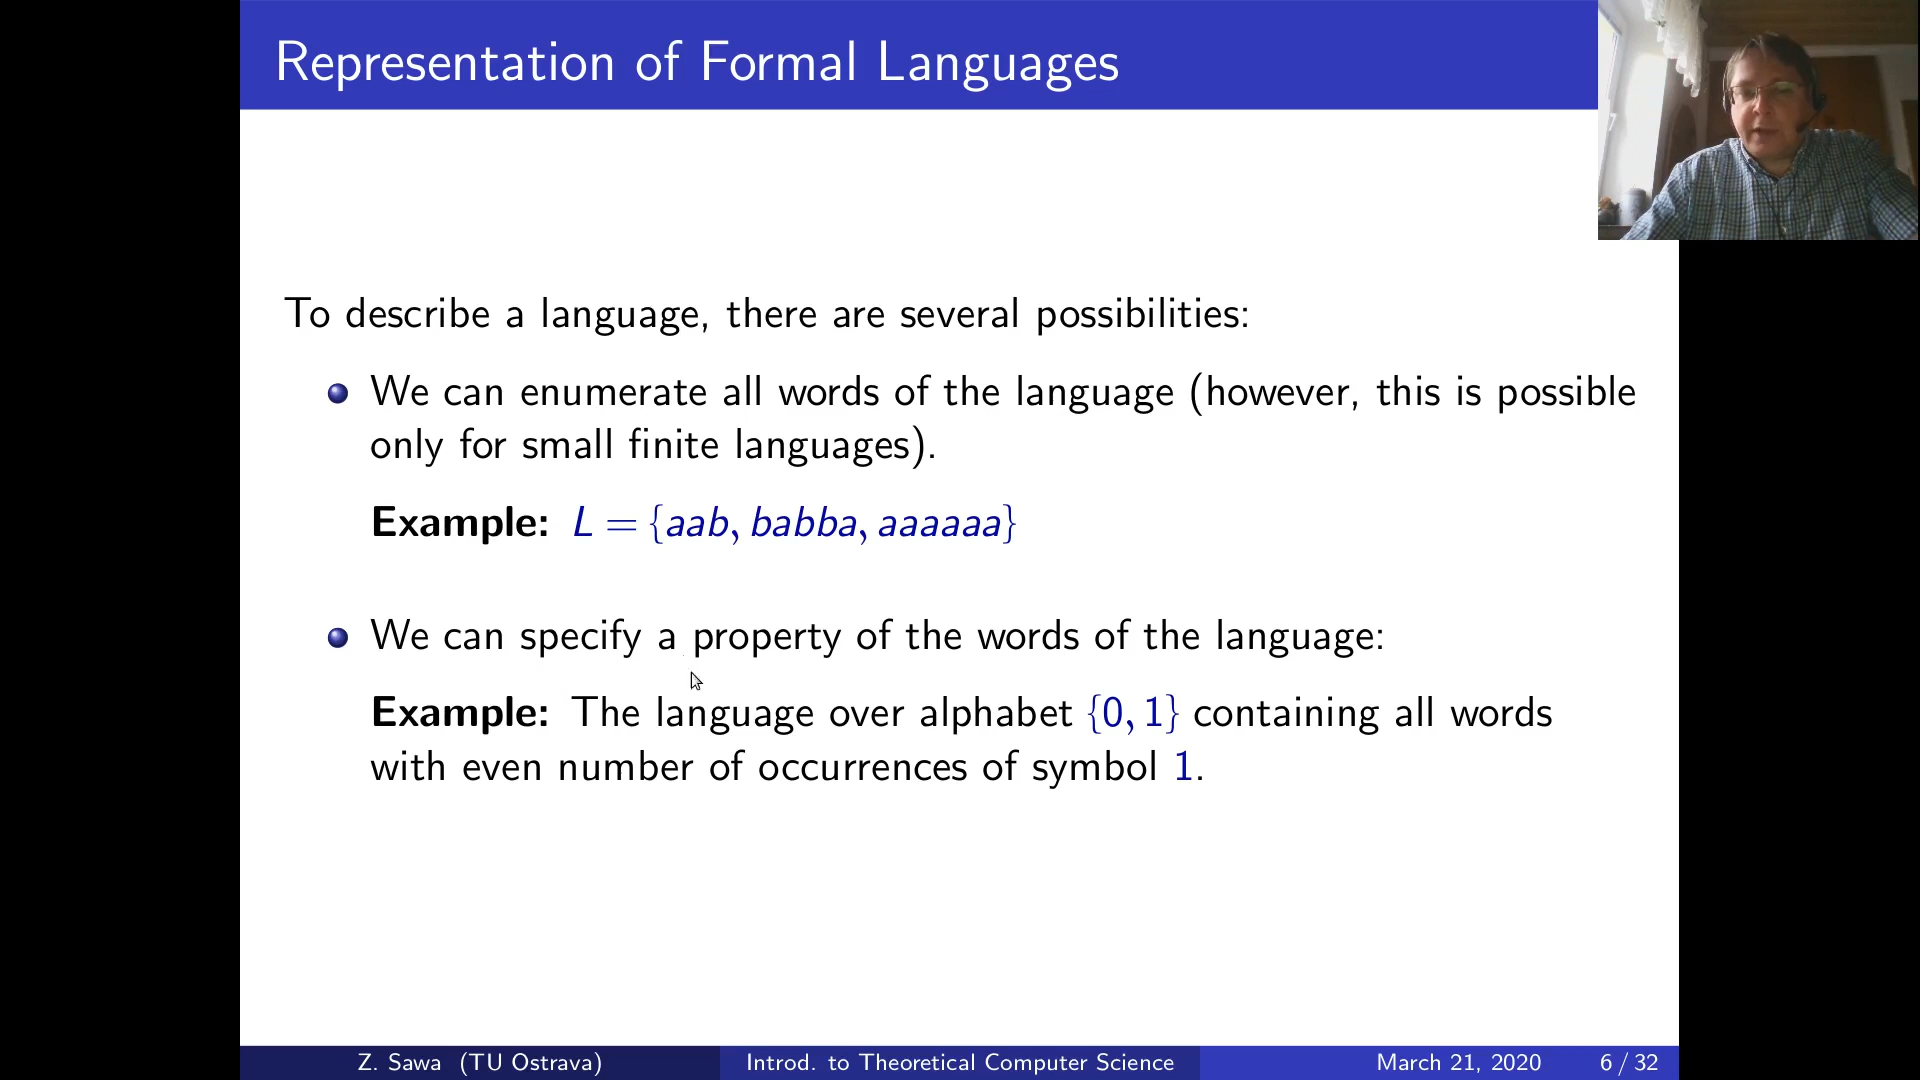 Representation of Formal Languages
To describe a language, there are several possibilities:
We can enumerate all words of the language (however, this is possible
only for small finite languages).
Example: L = {aab, babba, aaaaaa}
We can specify a property of the words of the language:
Example: The language over alphabet {0, 1} containing all words
with even number of occurrences of symbol 1.
Z. Sawa (TU Ostrava) Introd. to Theoretical Computer Science March 21, 2020 6 / 32